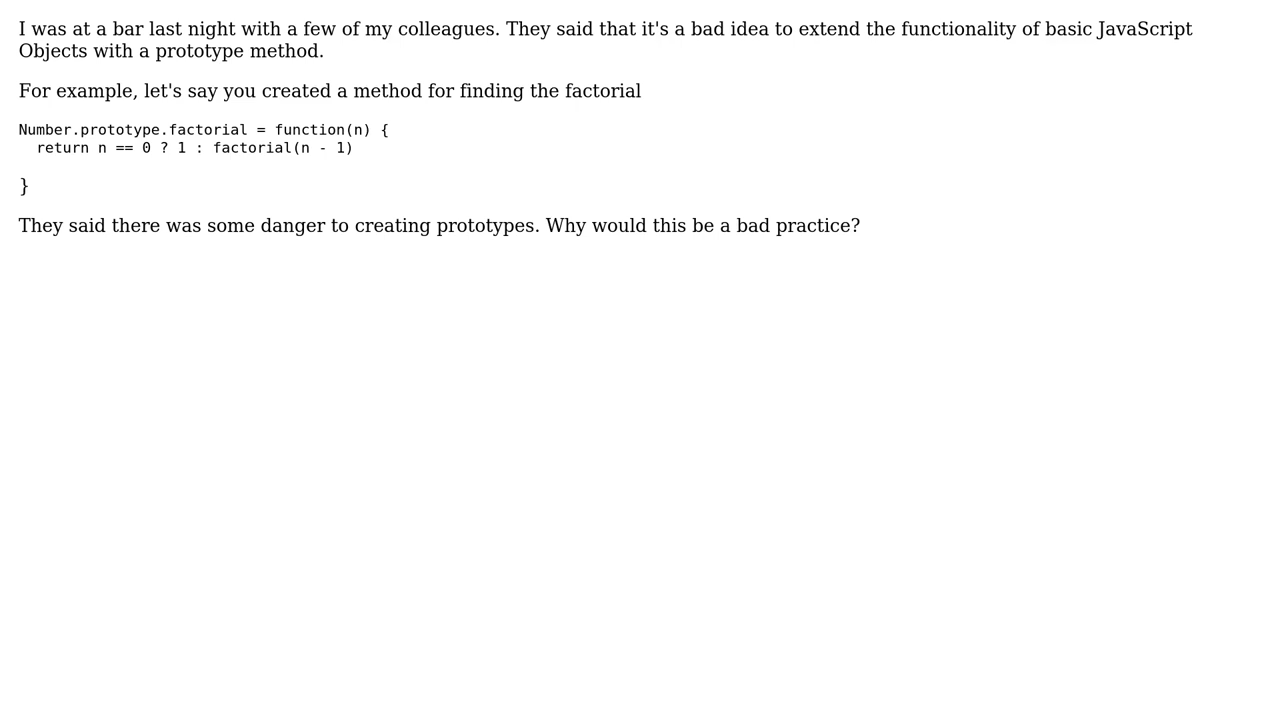 I was at a bar last night with a few of my colleagues. They said that it's a bad idea to extend the functionality of basic JavaScript
Objects with a prototype method.
For example, let's say you created a method for finding the factorial
Number.prototype.factorial = function(n) {
  return n == 0 ? 1 : factorial(n - 1)
}
They said there was some danger to creating prototypes. Why would this be a bad practice?